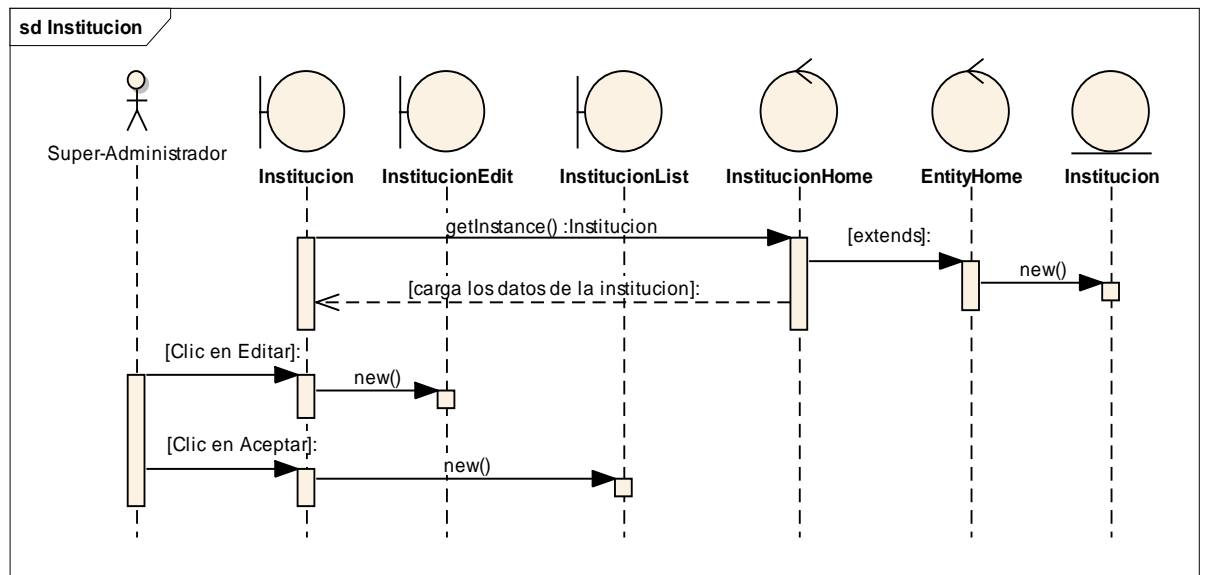 sd Institucion
Super-Administrador
Institucion
InstitucionEdit
InstitucionList
InstitucionHome
EntityHome
Institucion
getInstance() :Institucion
[extends]:
new()
[carga los datos de la institucion]:
[Clic en Editar]:
new()
[Clic en Aceptar]:
new()